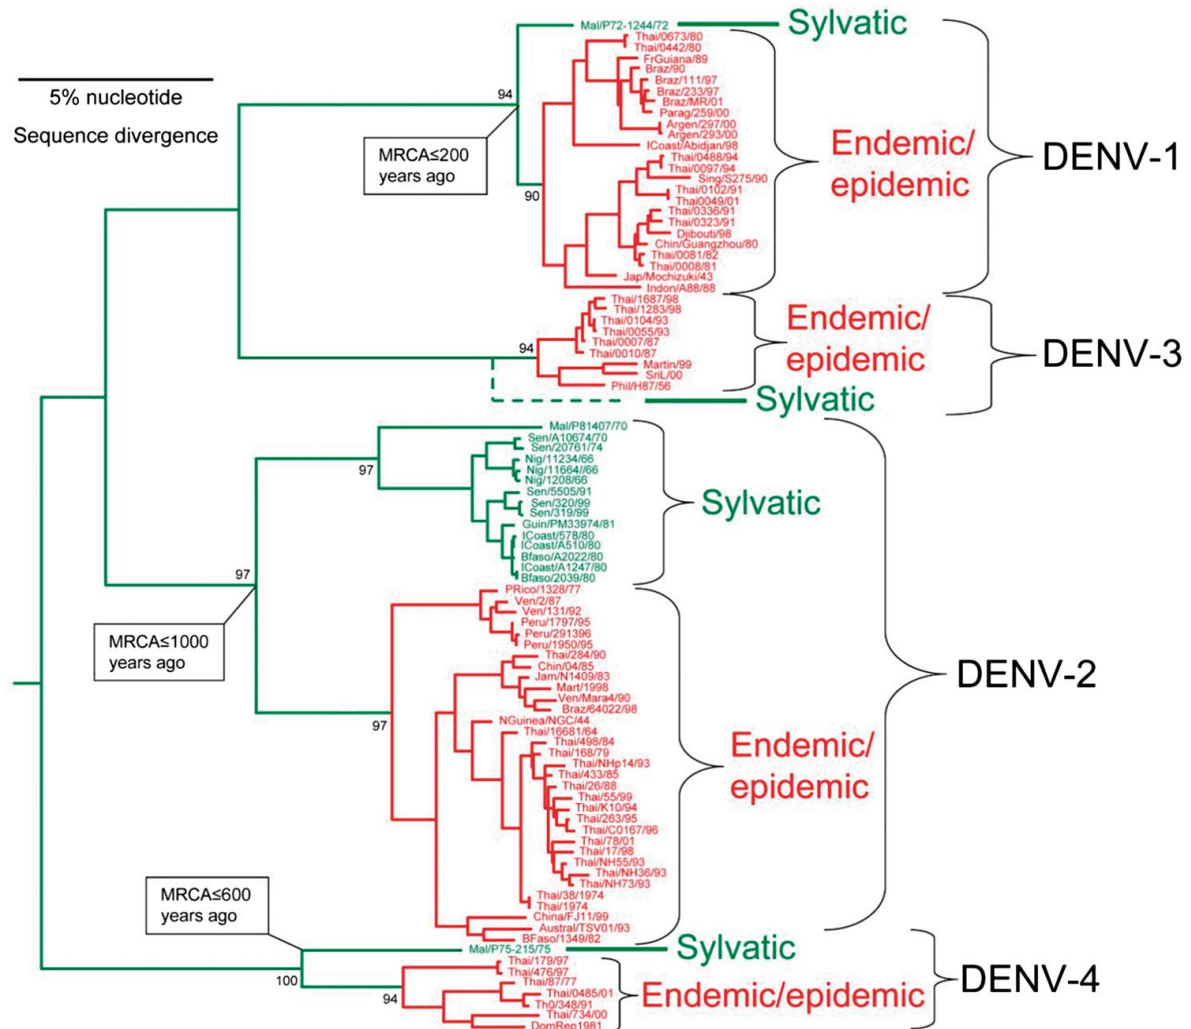 Mal/P72-1244/72
Sylvatic
Thai/0673/80
Thai/0442/80
FrGuiana/89
Braz/90
Braz/111/97
Braz/233/97
Braz/MR/01
Parag/259/00
Argen/297/00
Argen/293/00
ICoast/Abidjan/98
Thai/0488/94
Thai/0097/94
Sing/S275/90
Thai/0102/91
Thai0049/01
Thai/0336/91
Thai/0323/91
Djibouti/98
Chin/Guangzhou/80
Thai/0081/82
Thai/0008/81
Jap/Mochizuki/43
Indon/A88/88
Endemic/
epidemic
DENV-1
5% nucleotide
Sequence divergence
94
MRCA≤200
years ago
90
Thai/1687/98
Thai/1283/98
Thai/0104/93
Thai/0055/93
Thai/0007/87
Thai/0010/87
Martin/99
SriL/00
Phil/H87/56
94
Endemic/
epidemic
DENV-3
Sylvatic
Mal/P81407/70
Sen/A10674/70
Sen/20761/74
Nig/11234/66
Nig/11664//66
Nig/1208/66
Sen/5505/91
Sen/320/99
Sen/319/99
Guin/PM33974/81
ICoast/578/80
ICoast/A510/80
Bfaso/A2022/80
ICoast/A1247/80
Bfaso/2039/80
97
Sylvatic
97
MRCA≤1000
years ago
PRico/1328/77
Ven/2/87
Ven/131/92
Peru/1797/95
Peru/291396
Peru/1950/95
Thai/284/90
Chin/04/85
Jam/N1409/83
Mart/1998
Ven/Mara4/90
Braz/64022/98
NGuinea/NGC/44
Thai/16681/64
Thai/498/84
Thai/168/79
Thai/NHp14/93
Thai/433/85
Thai/26/88
Thai/55/99
Thai/K10/94
Thai/263/95
Thai/C0167/96
Thai/78/01
Thai/17/98
Thai/NH55/93
Thai/NH36/93
Thai/NH73/93
Thai/38/1974
Thai/1974
China/FJ11/99
Austral/TSV01/93
BFaso/1349/82
97
Endemic/
epidemic
DENV-2
MRCA≤600
years ago
Mal/P75-215/75
Sylvatic
100
94
Thai/179/97
Thai/476/97
Thai/87/77
Thai/0485/01
Th0/348/91
Thai/734/00
DomRep1981
Endemic/epidemic
DENV-4